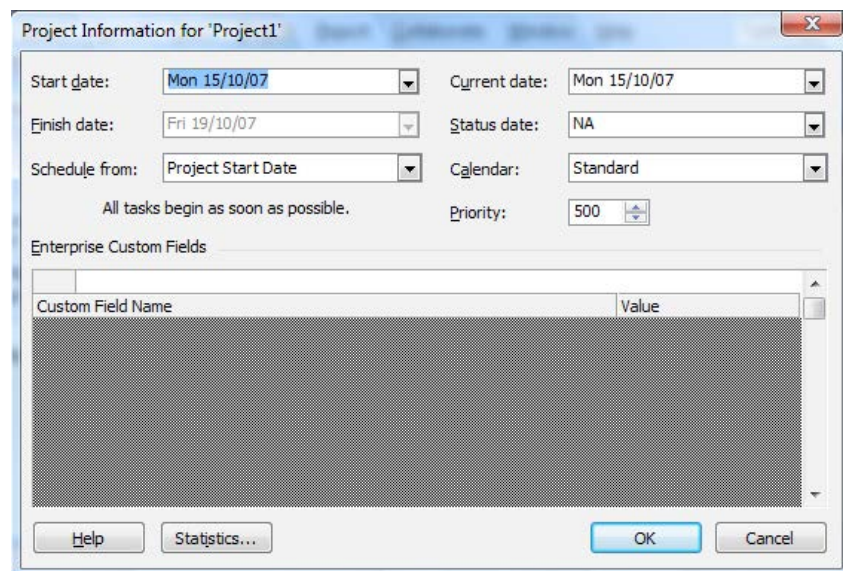 Project Information for 'Project1'
Start date: Mon 15/10/07 Current date: Mon 15/10/07
Finish date: Fri 19/10/07 Status date: NA
Schedule from: Project Start Date Calendar: Standard
All tasks begin as soon as possible. Priority: 500
Enterprise Custom Fields
Custom Field Name Value
Help Statistics... OK Cancel